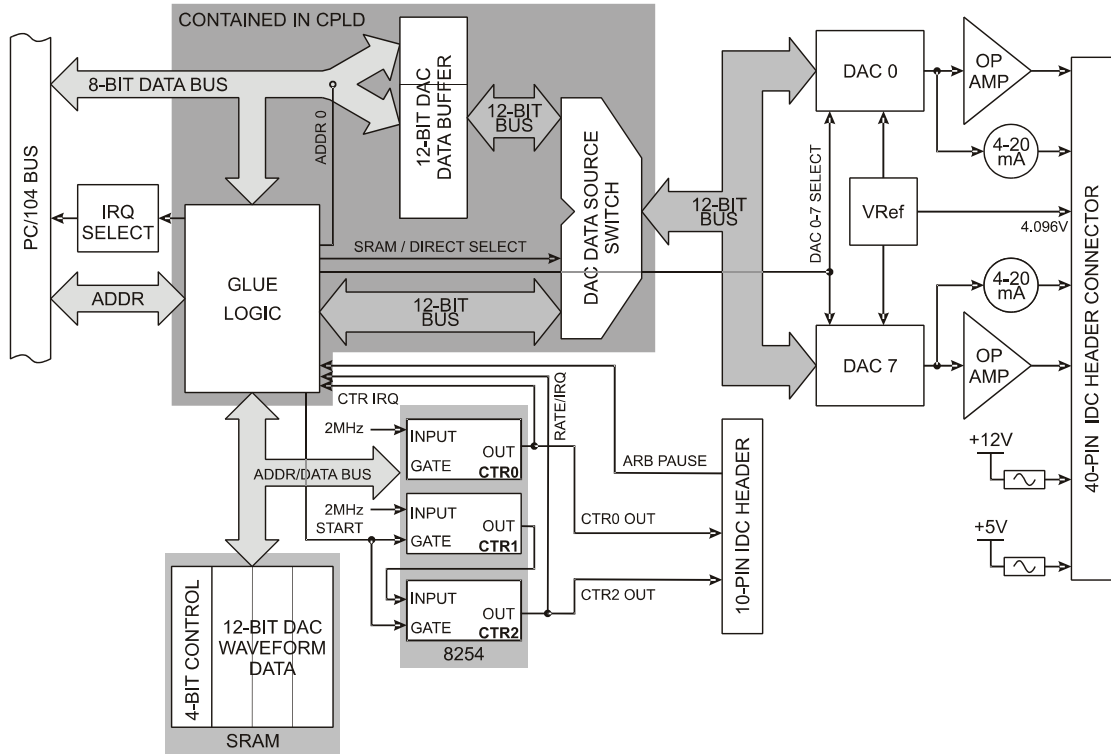 CONTAINED IN CPLD
PC/104 BUS
8-BIT DATA BUS
ADDR 0
12-BIT DAC
DATA BUFFER
12-BIT
BUS
DAC DATA SOURCE
SWITCH
IRQ
SELECT
ADDR
GLUE
LOGIC
SRAM / DIRECT SELECT
12-BIT
BUS
12-BIT
BUS
DAC 0-7 SELECT
DAC 0
OP
AMP
4-20
mA
VRef
4.096V
4-20
mA
DAC 7
OP
AMP
+12V
+5V
40-PIN IDC HEADER CONNECTOR
CTR IRQ
RATE/IRQ
2MHz
INPUT
OUT
GATE
CTR0
ADDR/DATA BUS
2MHz
START
INPUT
OUT
GATE
CTR1
INPUT
OUT
GATE
CTR2
8254
ARB PAUSE
CTR0 OUT
CTR2 OUT
10-PIN IDC HEADER
4-BIT CONTROL
12-BIT DAC
WAVEFORM
DATA
SRAM